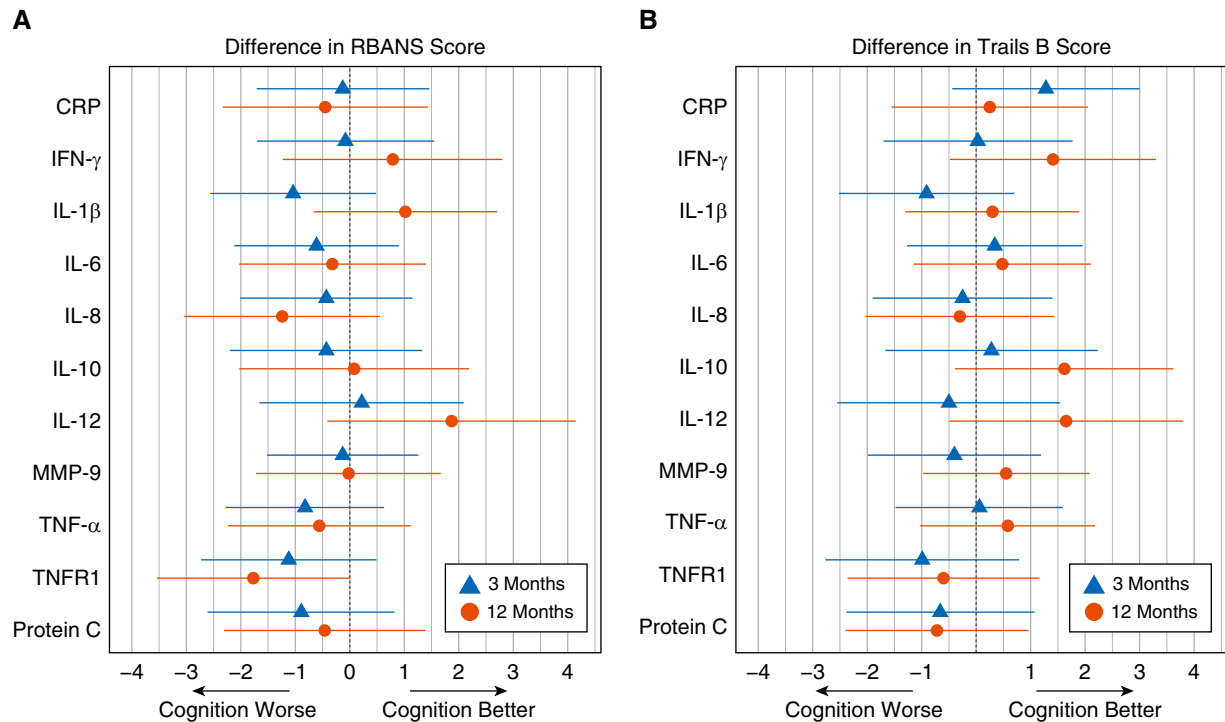 A
Difference in RBANS Score
CRP
IFN-γ
IL-1β
IL-6
IL-8
IL-10
IL-12
MMP-9
TNF-α
TNFR1
Protein C
3 Months
12 Months
−4 −3 −2 −1 0 1 2 3 4
Cognition Worse Cognition Better
B
Difference in Trails B Score
CRP
IFN-γ
IL-1β
IL-6
IL-8
IL-10
IL-12
MMP-9
TNF-α
TNFR1
Protein C
3 Months
12 Months
−4 −3 −2 −1 1 2 3 4
Cognition Worse Cognition Better